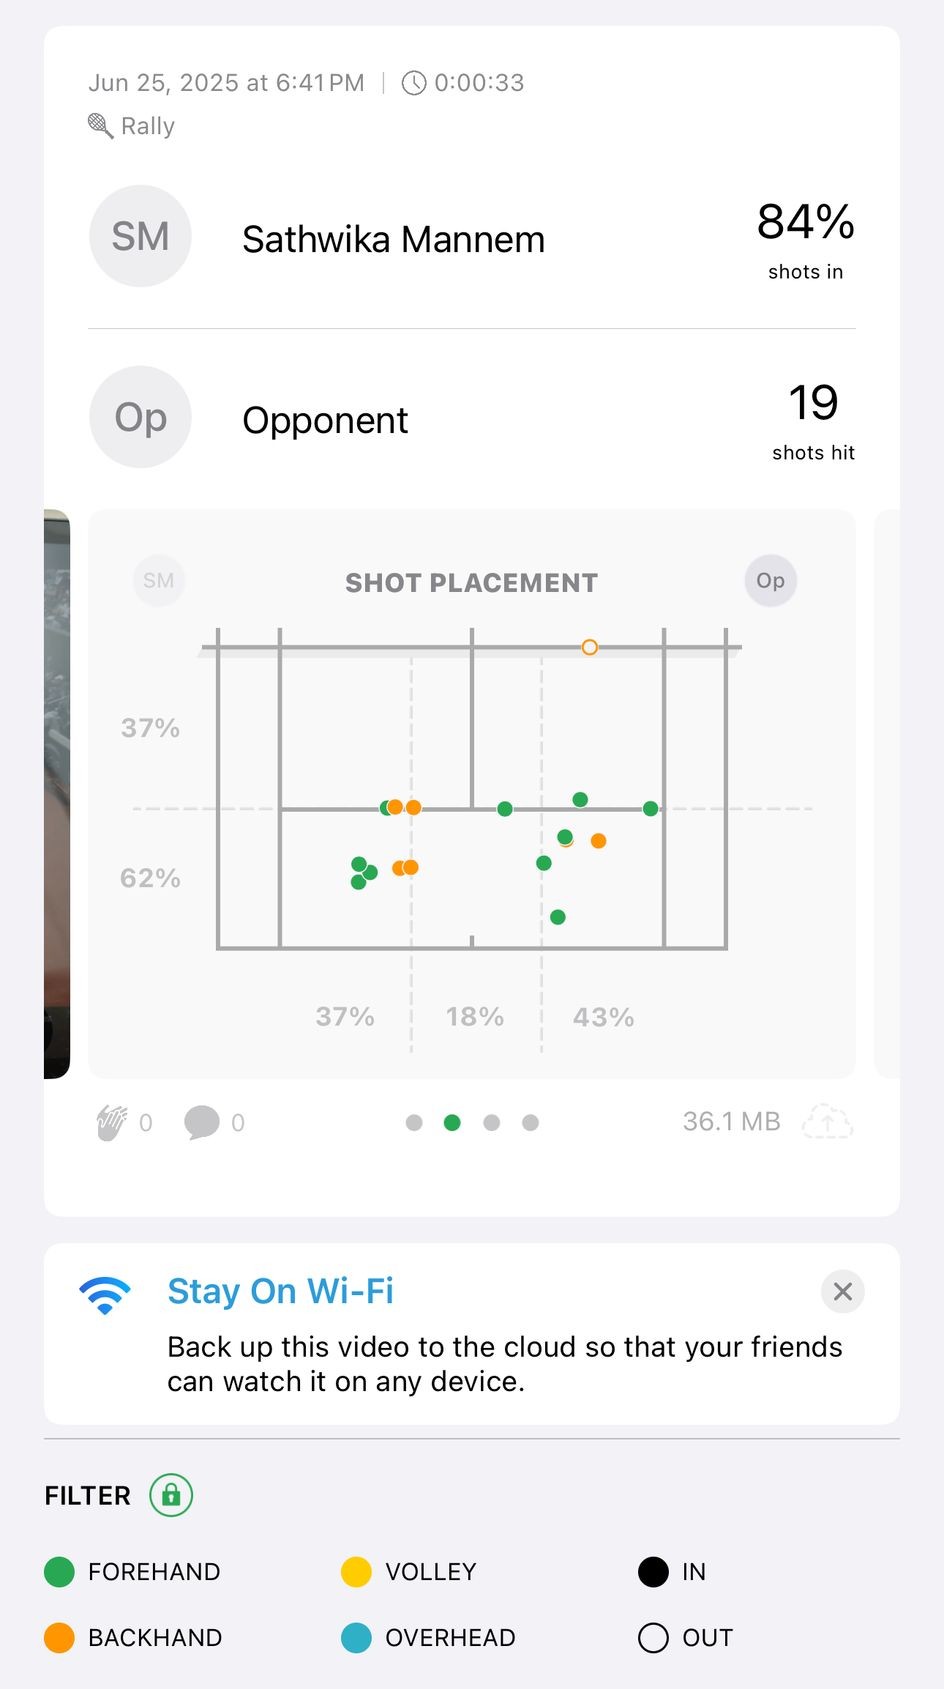 Jun 25, 2025 at 6:41 PM | 0:00:33
Rally
SM Sathwika Mannem 84%
shots in
Op Opponent 19
shots hit
SM SHOT PLACEMENT Op
37%
62%
37% 18% 43%
0 0 36.1 MB
Stay On Wi-Fi
Back up this video to the cloud so that your friends
can watch it on any device.
FILTER
FOREHAND VOLLEY IN
BACKHAND OVERHEAD OUT